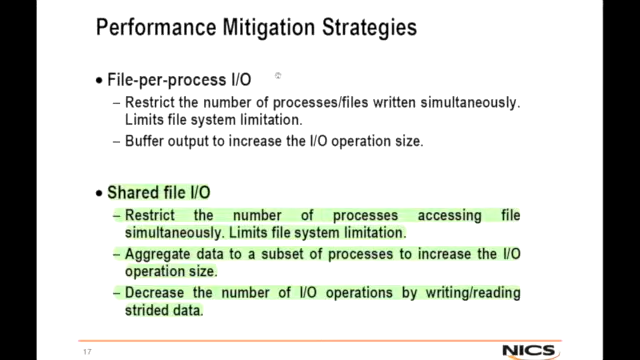 Performance Mitigation Strategies
• File-per-process I/O
– Restrict the number of processes/files written simultaneously.
Limits file system limitation.
– Buffer output to increase the I/O operation size.
• Shared file I/O
– Restrict the number of processes accessing file
simultaneously. Limits file system limitation.
– Aggregate data to a subset of processes to increase the I/O
operation size.
– Decrease the number of I/O operations by writing/reading
strided data.
17
NICS